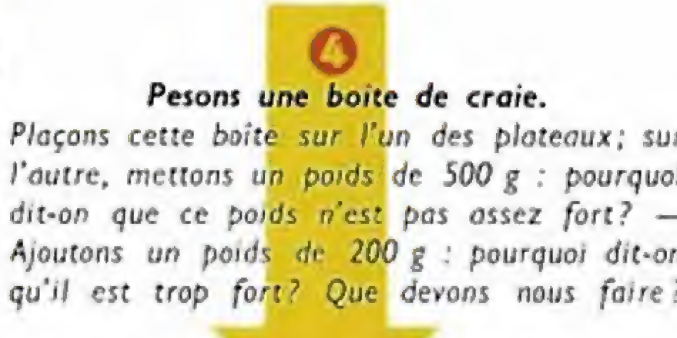 4
Pesons une boite de craie.
Plaçons cette boîte sur l'un des plateaux; sur
l'autre, mettons un poids de 500 g : pourquoi
dit-on que ce poids n'est pas assez fort? —
Ajoutons un poids de 200 g : pourquoi dit-on
qu'il est trop fort? Que devons nous faire?